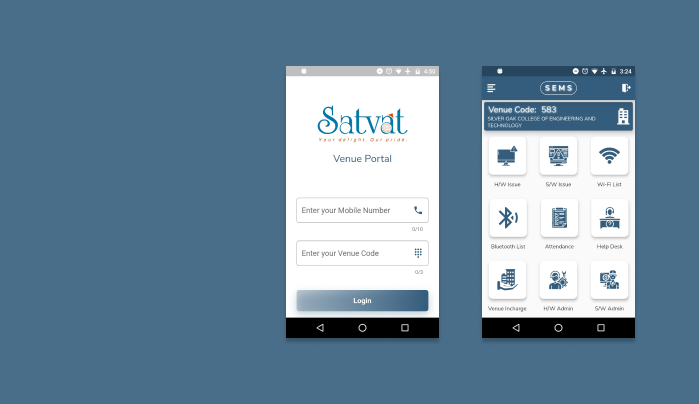 4:50
Satvat
Your delight. Our pride.
Venue Portal
Enter your Mobile Number
0/10
Enter your Venue Code
0/3
Login
3:24
SEMS
Venue Code: 583
SILVER OAK COLLEGE OF ENGINEERING AND
TECHNOLOGY
H/W Issue
S/W Issue
Wi-Fi List
Bluetooth List
Attendance
Help Desk
Venue Incharge
H/W Admin
S/W Admin